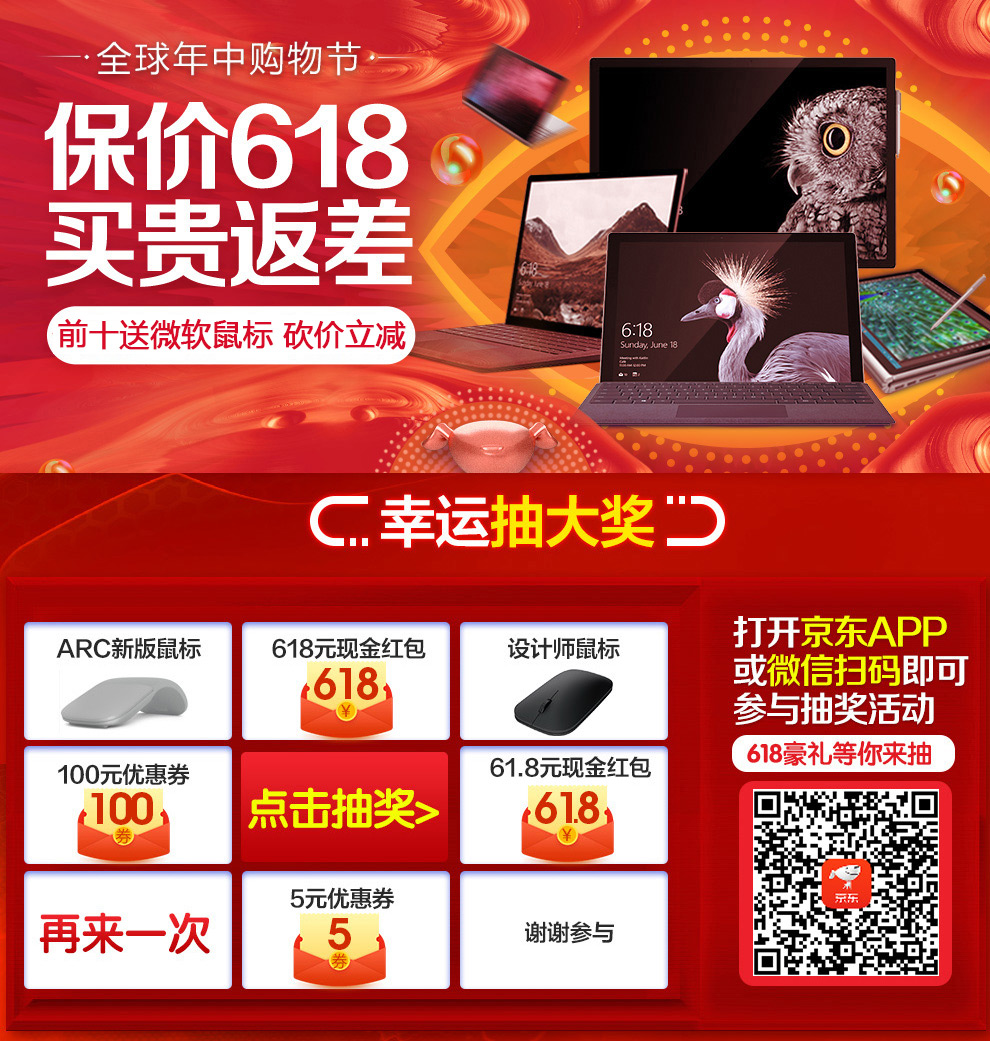 全球年中购物节
保价618
买贵返差
前十送微软鼠标 砍价立减
6:18
6:18
Sunday, June 18
幸运抽大奖
ARC新版鼠标
618元现金红包
618
¥
设计师鼠标
100元优惠券
100
券
点击抽奖>
61.8元现金红包
61.8
¥
再来一次
5元优惠券
5
券
谢谢参与
打开京东APP
或微信扫码即可
参与抽奖活动
618豪礼等你来抽
京东